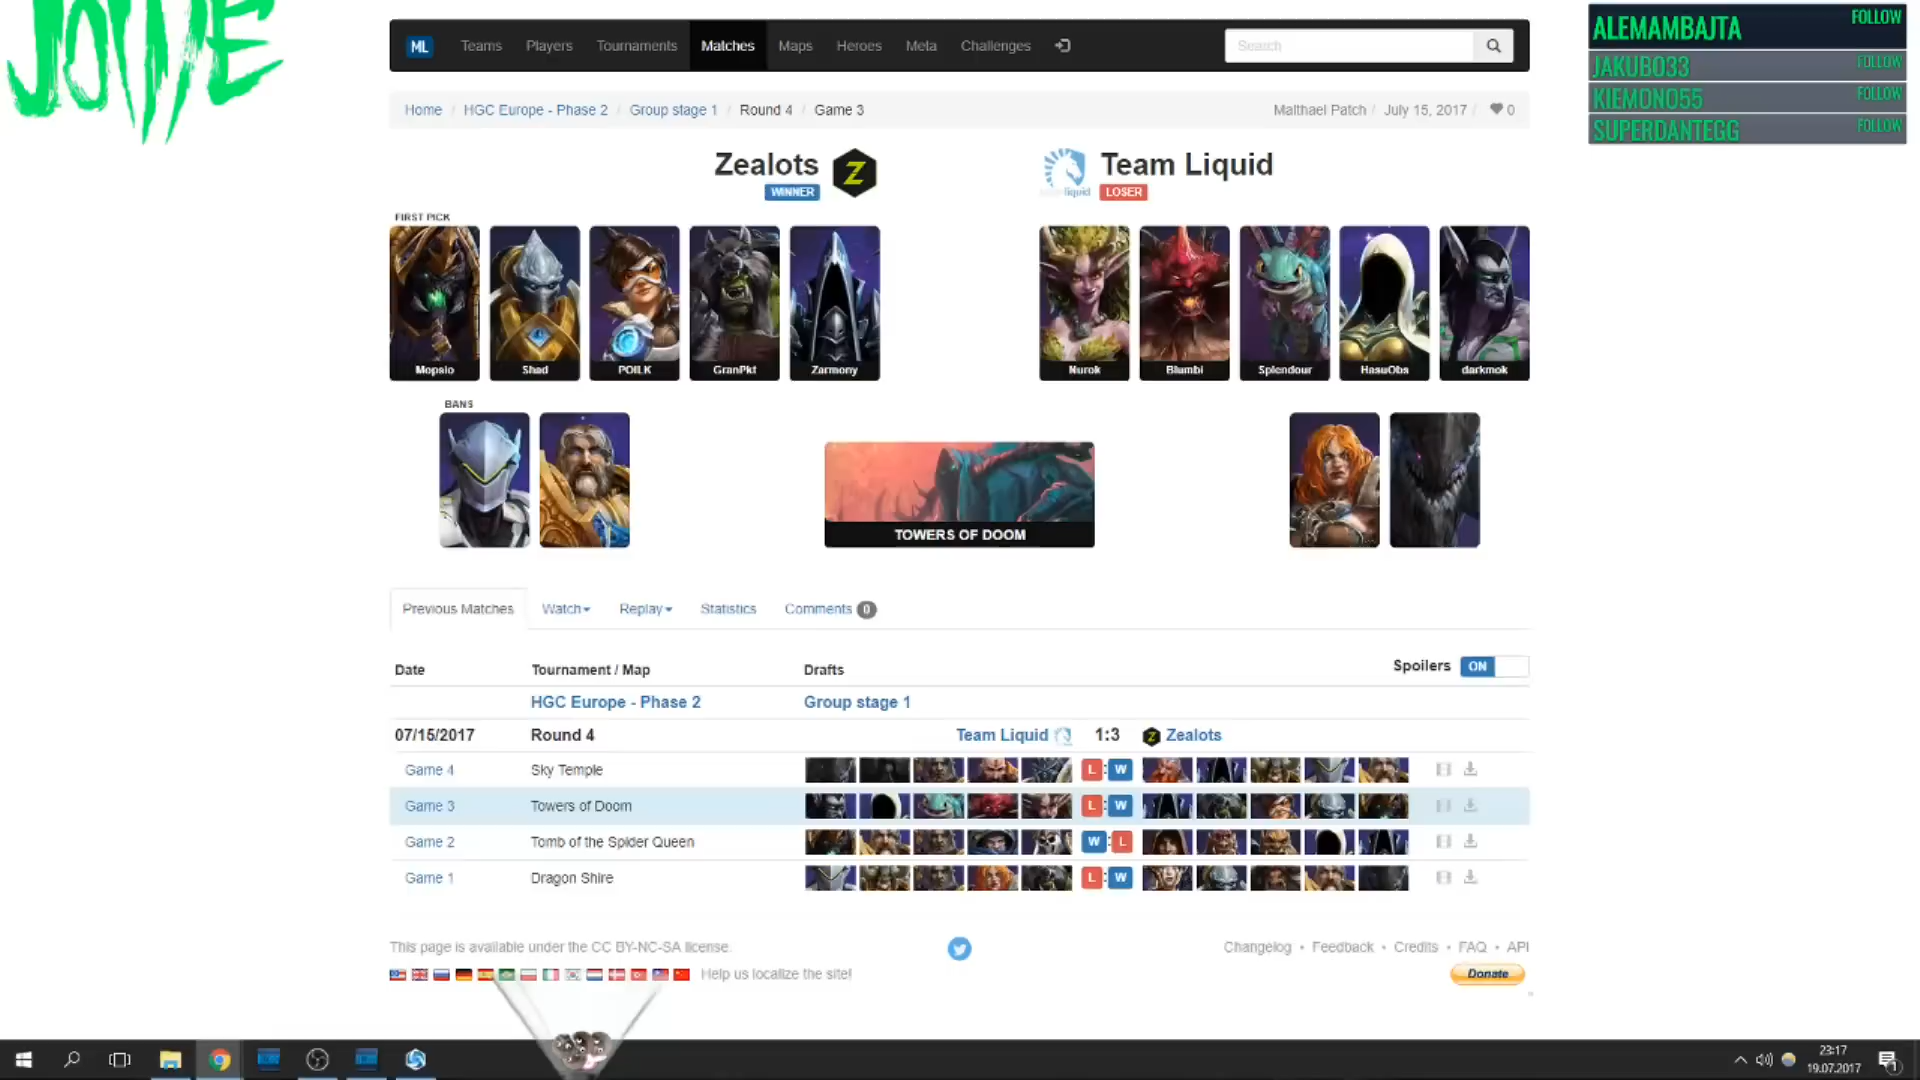 JOWE
ALEMAMBAJTA FOLLOW
JAKUBO33 FOLLOW
KIEMONO55 FOLLOW
SUPERDANTEGG FOLLOW
ML Teams Players Tournaments Matches Maps Heroes Meta Challenges Search
Home / HGC Europe - Phase 2 / Group stage 1 / Round 4 / Game 3 Malthael Patch / July 15, 2017 / 0
Zealots Z Team Liquid
WINNER liquid LOSER
FIRST PICK
Mopsio Shad POILK GranPkt Zarmony Nurok Blumbi Splendour HasuObs darkmok
BANS
TOWERS OF DOOM
Previous Matches Watch Replay Statistics Comments 0
Date Tournament / Map Drafts Spoilers ON
HGC Europe - Phase 2 Group stage 1
07/15/2017 Round 4 Team Liquid 1:3 Z Zealots
Game 4 Sky Temple L : W
Game 3 Towers of Doom L : W
Game 2 Tomb of the Spider Queen W : L
Game 1 Dragon Shire L : W
This page is available under the CC BY-NC-SA license. Changelog • Feedback • Credits • FAQ • API
Help us localize the site! Donate
23:17
19.07.2017
1